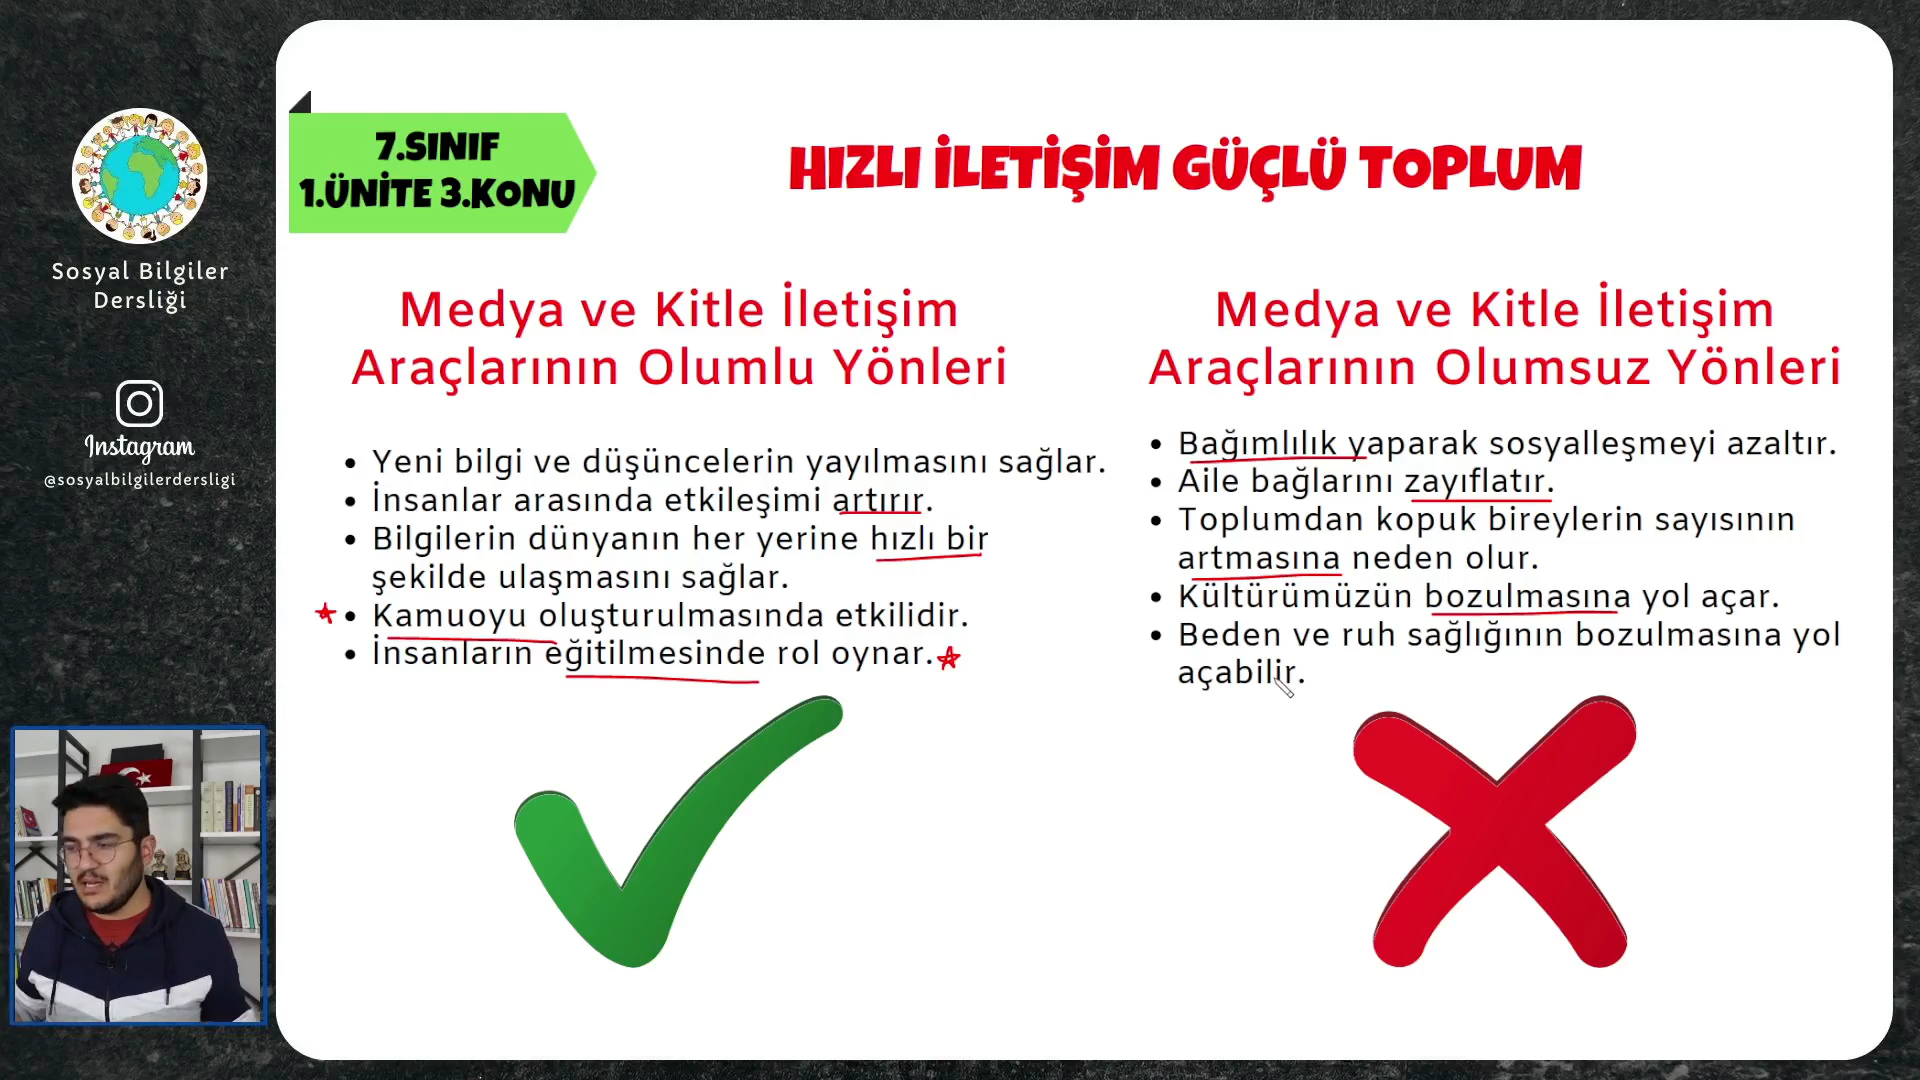 7.SINIF
1.ÜNİTE 3.KONU
HIZLI İLETİŞİM GÜÇLÜ TOPLUM
Sosyal Bilgiler
Dersliği
Instagram
@sosyalbilgilerdersligi
Medya ve Kitle İletişim
Araçlarının Olumlu Yönleri
Yeni bilgi ve düşüncelerin yayılmasını sağlar.
İnsanlar arasında etkileşimi artırır.
Bilgilerin dünyanın her yerine hızlı bir
şekilde ulaşmasını sağlar.
Kamuoyu oluşturulmasında etkilidir.
İnsanların eğitilmesinde rol oynar.
Medya ve Kitle İletişim
Araçlarının Olumsuz Yönleri
Bağımlılık yaparak sosyalleşmeyi azaltır.
Aile bağlarını zayıflatır.
Toplumdan kopuk bireylerin sayısının
artmasına neden olur.
Kültürümüzün bozulmasına yol açar.
Beden ve ruh sağlığının bozulmasına yol
açabilir.